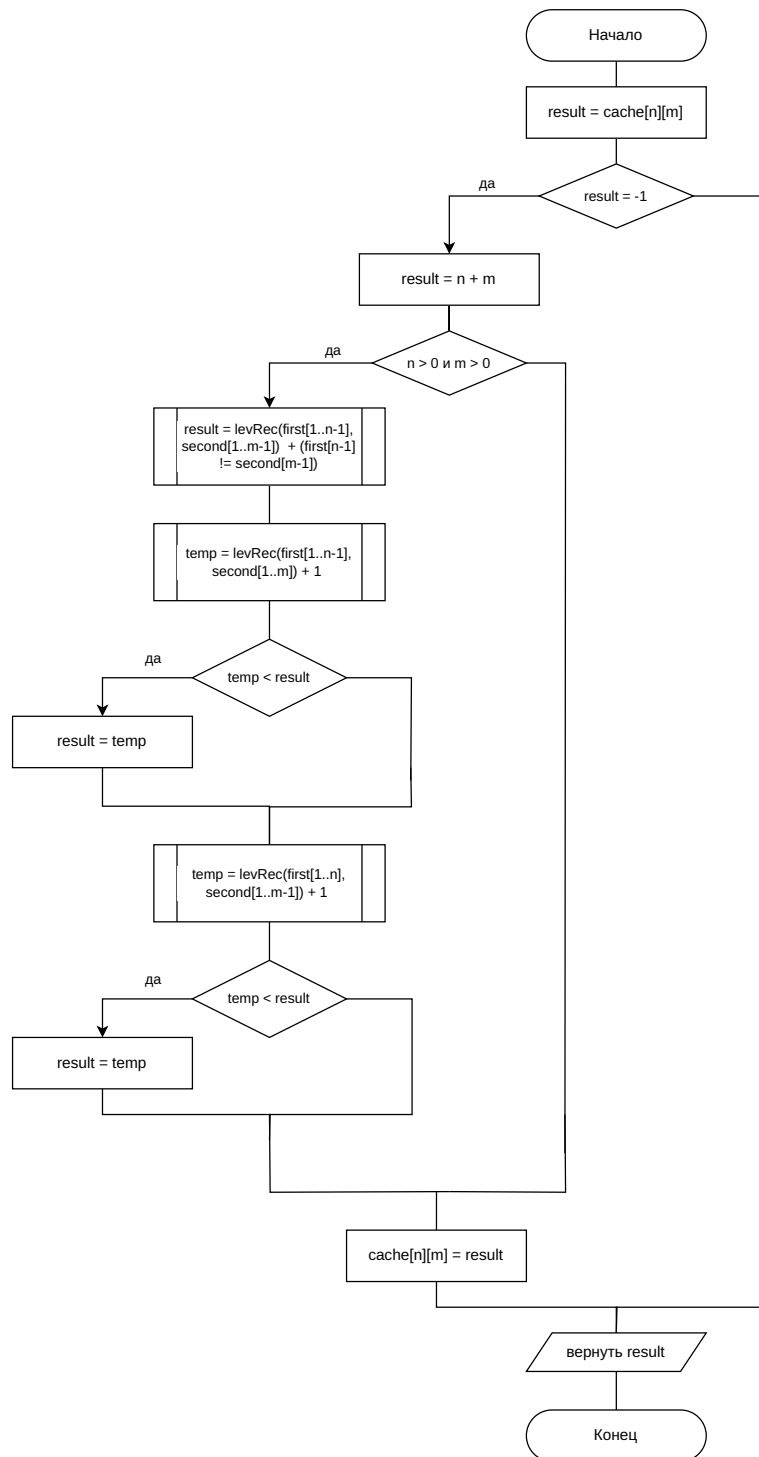 Начало
result = cache[n][m]
да
result = -1
result = n + m
да
n > 0 и m > 0
result = levRec(first[1..n-1],
second[1..m-1]) + (first[n-1]
!= second[m-1])
temp = levRec(first[1..n-1],
second[1..m]) + 1
да
temp < result
result = temp
temp = levRec(first[1..n],
second[1..m-1]) + 1
да
temp < result
result = temp
cache[n][m] = result
вернуть result
Конец